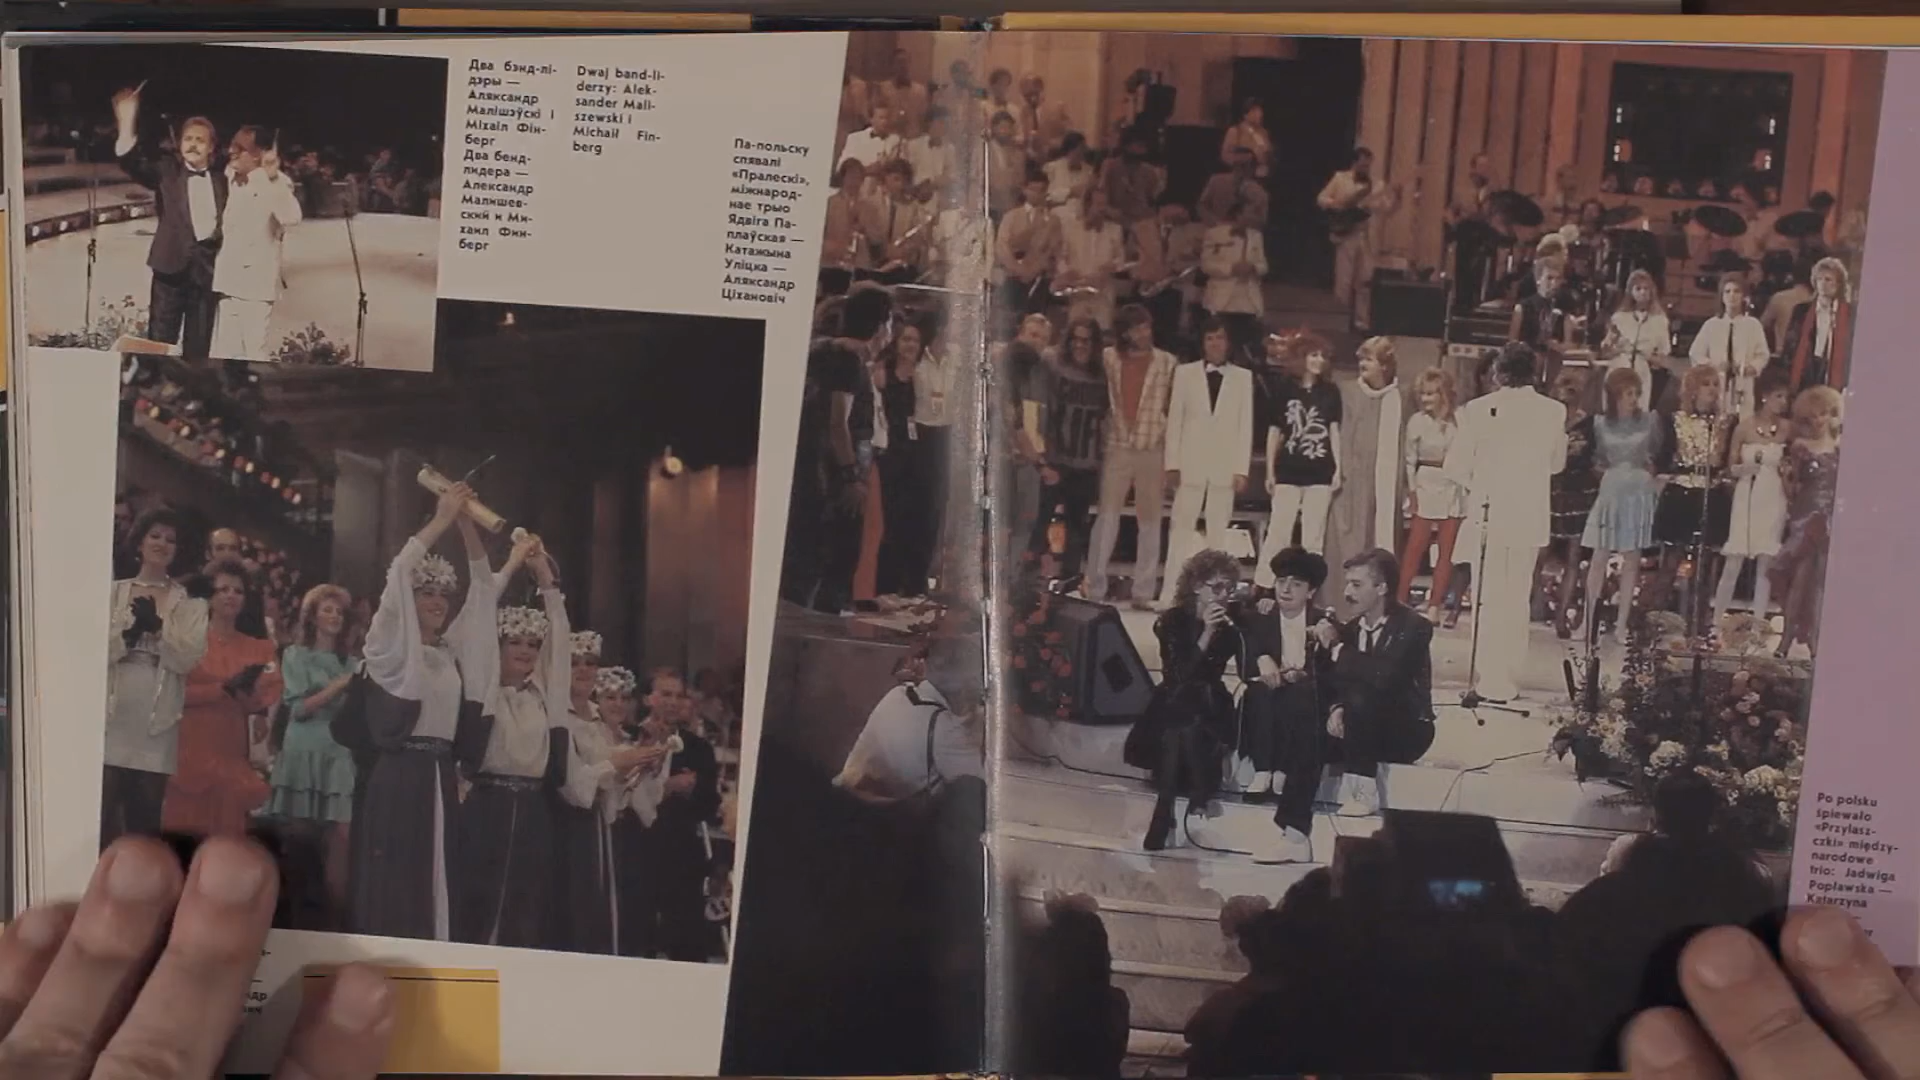 Два бэнд-лі-
дэры —
Аляксандр
Малішэўскі і
Міхаіл Фін-
берг
Два бенд-
лидера —
Александр
Малишев-
ский и Ми-
хаил Фин-
берг
Dwaj band-li-
derzy: Alek-
sander Mali-
szewski i
Michaił Fin-
berg
Па-польску
спявалі
«Пралескі»,
міжнарод-
нае трыо
Ядвіга Па-
плаўская —
Катажына
Уліцка —
Аляксандр
Ціхановіч
Po polsku
śpiewało
«Przylasz-
czki» między-
narodowe
trio: Jadwiga
Popławska —
Katarzyna